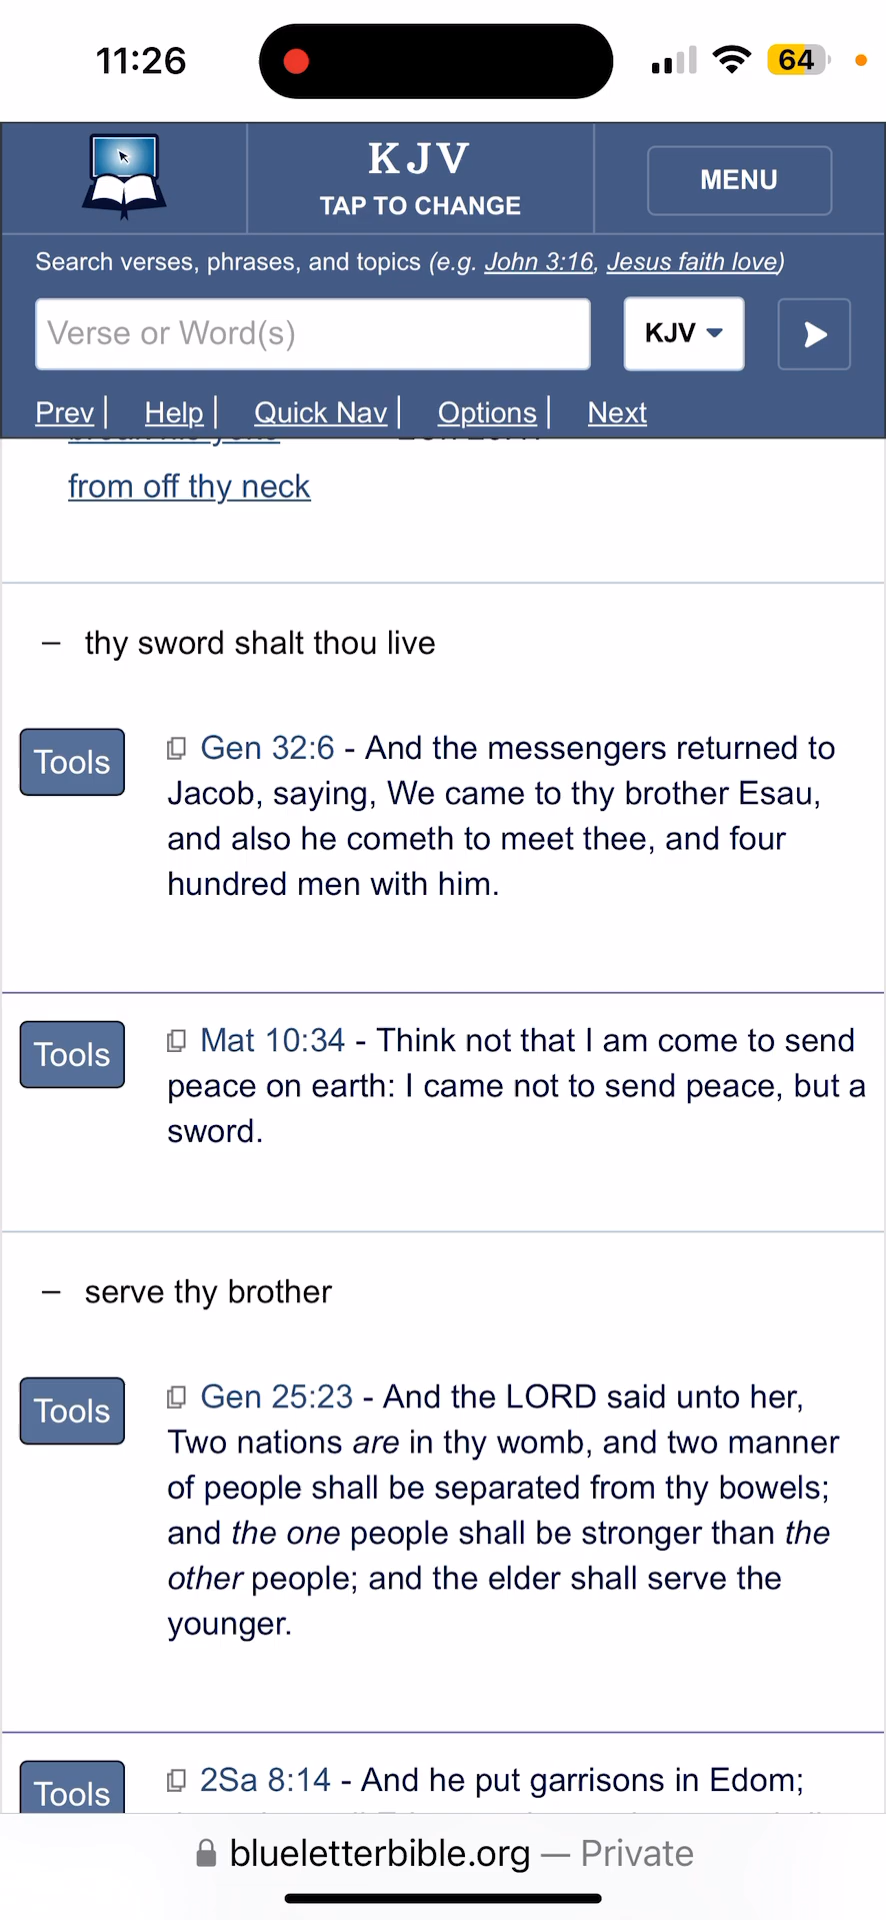 11:26
64
KJV
TAP TO CHANGE
MENU
Search verses, phrases, and topics (e.g. John 3:16, Jesus faith love)
Verse or Word(s)
KJV
Prev | Help | Quick Nav | Options | Next
from off thy neck
– thy sword shalt thou live
Tools
Gen 32:6 - And the messengers returned to
Jacob, saying, We came to thy brother Esau,
and also he cometh to meet thee, and four
hundred men with him.
Tools
Mat 10:34 - Think not that I am come to send
peace on earth: I came not to send peace, but a
sword.
– serve thy brother
Tools
Gen 25:23 - And the LORD said unto her,
Two nations are in thy womb, and two manner
of people shall be separated from thy bowels;
and the one people shall be stronger than the
other people; and the elder shall serve the
younger.
Tools
2Sa 8:14 - And he put garrisons in Edom;
blueletterbible.org — Private